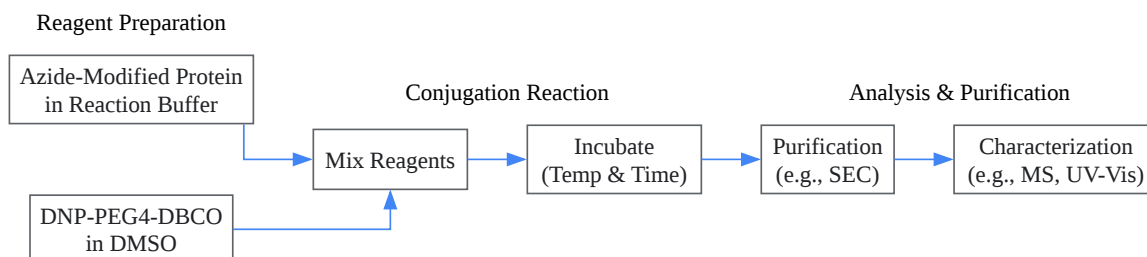 Reagent Preparation
Azide-Modified Protein
in Reaction Buffer
DNP-PEG4-DBCO
in DMSO
Conjugation Reaction
Mix Reagents
Incubate
(Temp & Time)
Analysis & Purification
Purification
(e.g., SEC)
Characterization
(e.g., MS, UV-Vis)